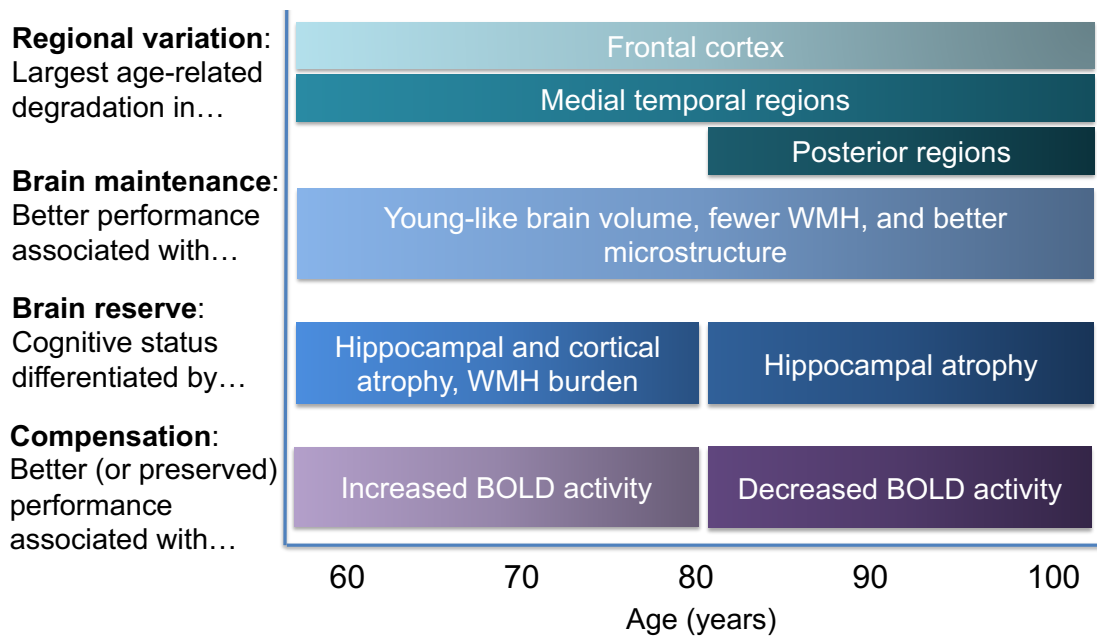 Regional variation:
Largest age-related
degradation in…
Frontal cortex
Medial temporal regions
Posterior regions
Brain maintenance:
Better performance
associated with…
Young-like brain volume, fewer WMH, and better
microstructure
Brain reserve:
Cognitive status
differentiated by…
Hippocampal and cortical
atrophy, WMH burden
Hippocampal atrophy
Compensation:
Better (or preserved)
performance
associated with…
Increased BOLD activity
Decreased BOLD activity
60 70 80 90 100
Age (years)